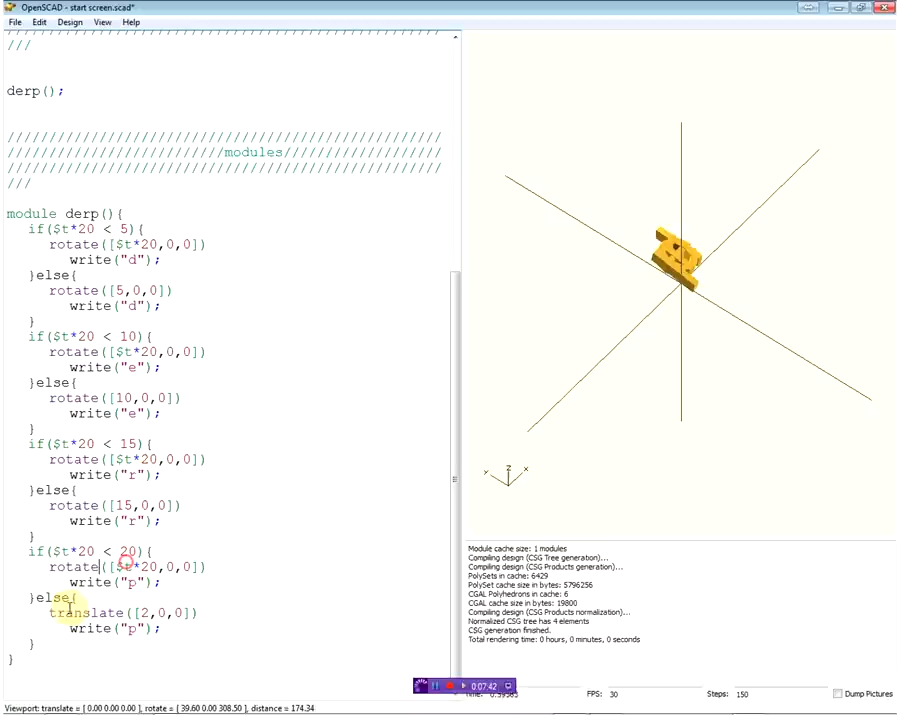 OpenSCAD - start screen.scad*
File Edit Design View Help
////////////////////////////////////////////////////
///
derp();
////////////////////////////////////////////////////
//////////////////////////modules///////////////////
////////////////////////////////////////////////////
///
module derp(){
if($t*20 < 5){
rotate([$t*20,0,0])
write("d");
}else{
rotate([5,0,0])
write("d");
}
if($t*20 < 10){
rotate([$t*20,0,0])
write("e");
}else{
rotate([10,0,0])
write("e");
}
if($t*20 < 15){
rotate([$t*20,0,0])
write("r");
}else{
rotate([15,0,0])
write("r");
}
if($t*20 < 20){
rotate([$t*20,0,0])
write("p");
}else{
translate([2,0,0])
write("p");
}
}
y z x
Module cache size: 1 modules
Compiling design (CSG Tree generation)...
Compiling design (CSG Products generation)...
PolySets in cache: 6429
PolySet cache size in bytes: 5796256
CGAL Polyhedrons in cache: 6
CGAL cache size in bytes: 19800
Compiling design (CSG Products normalization)...
Normalized CSG tree has 4 elements
CSG generation finished.
Total rendering time: 0 hours, 0 minutes, 0 seconds
0:07:42
FPS: 30 Steps: 150 Dump Pictures
Viewport: translate = [ 0.00 0.00 0.00 ], rotate = [ 39.60 0.00 308.50 ], distance = 174.34